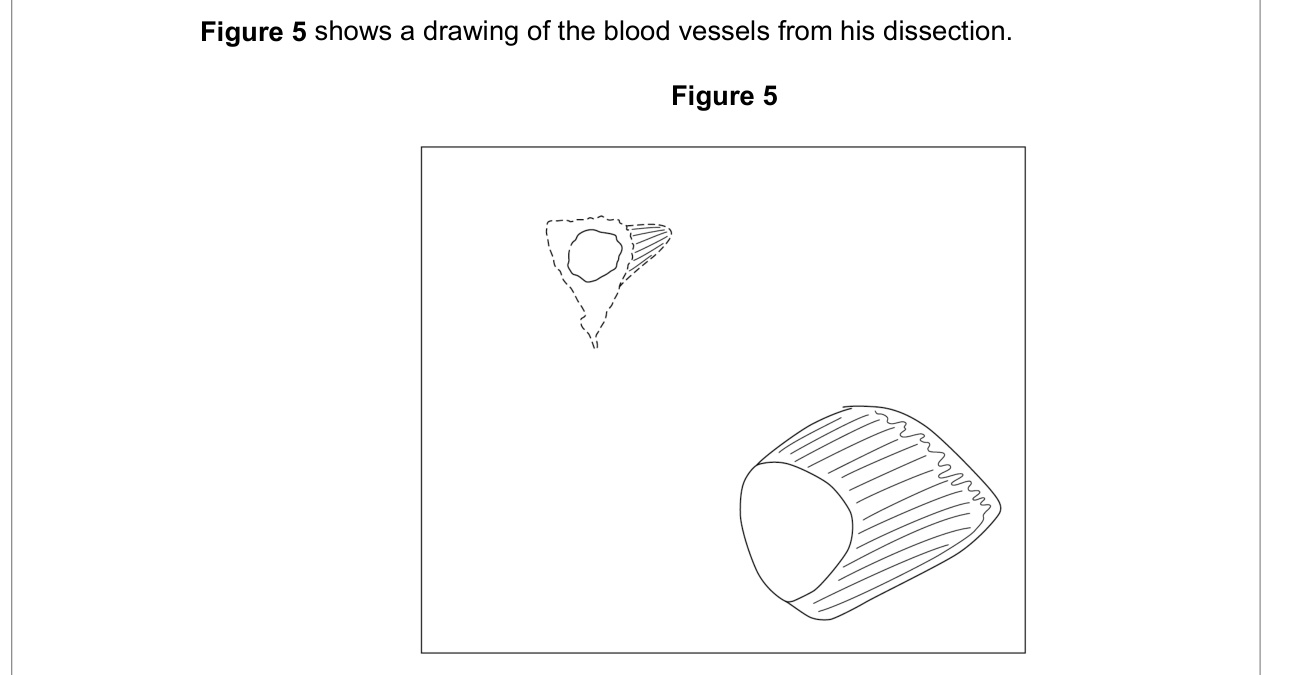 Figure 5 shows a drawing of the blood vessels from his dissection.
Figure 5